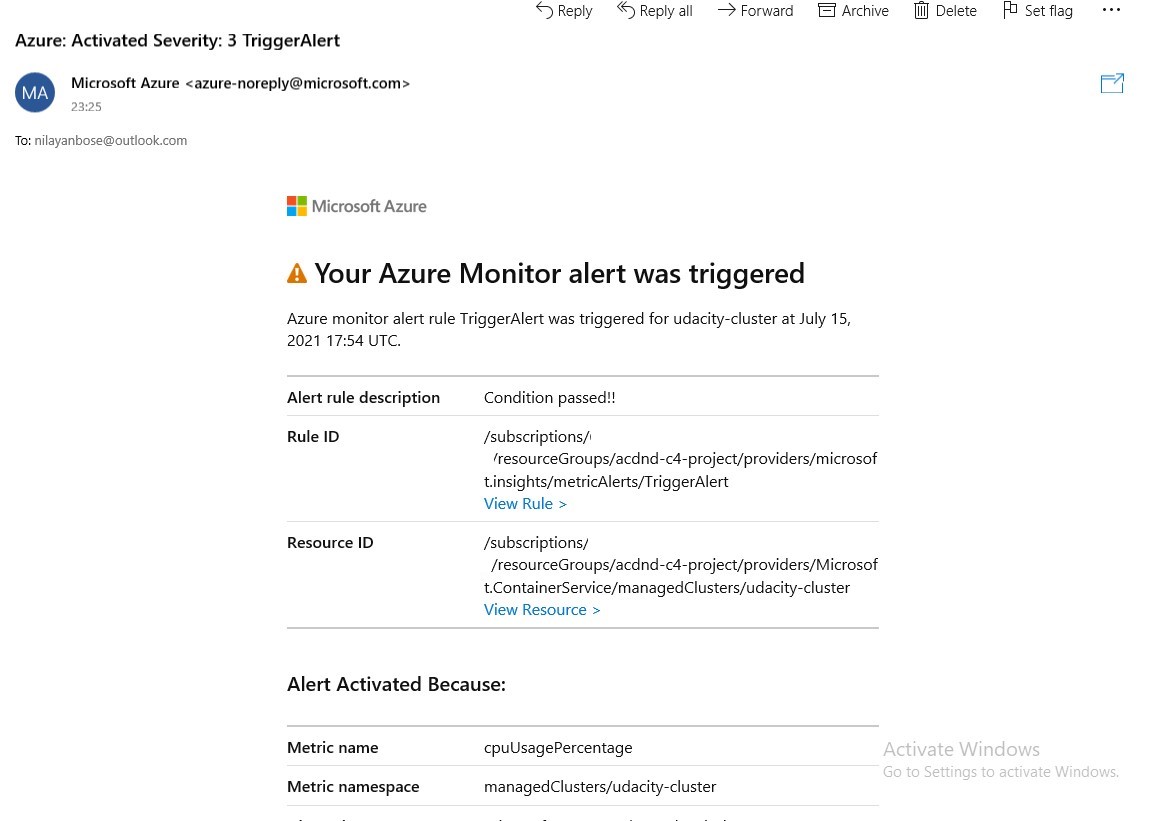 Reply Reply all Forward Archive Delete Set flag ...
Azure: Activated Severity: 3 TriggerAlert
MA
Microsoft Azure <azure-noreply@microsoft.com>
23:25
To: nilayanbose@outlook.com
Microsoft Azure
Your Azure Monitor alert was triggered
Azure monitor alert rule TriggerAlert was triggered for udacity-cluster at July 15,
2021 17:54 UTC.
Alert rule description Condition passed!!
Rule ID /subscriptions/
/resourceGroups/acdnd-c4-project/providers/microsof
t.insights/metricAlerts/TriggerAlert
View Rule >
Resource ID /subscriptions/
/resourceGroups/acdnd-c4-project/providers/Microsof
t.ContainerService/managedClusters/udacity-cluster
View Resource >
Alert Activated Because:
Metric name cpuUsagePercentage
Metric namespace managedClusters/udacity-cluster
Activate Windows
Go to Settings to activate Windows.